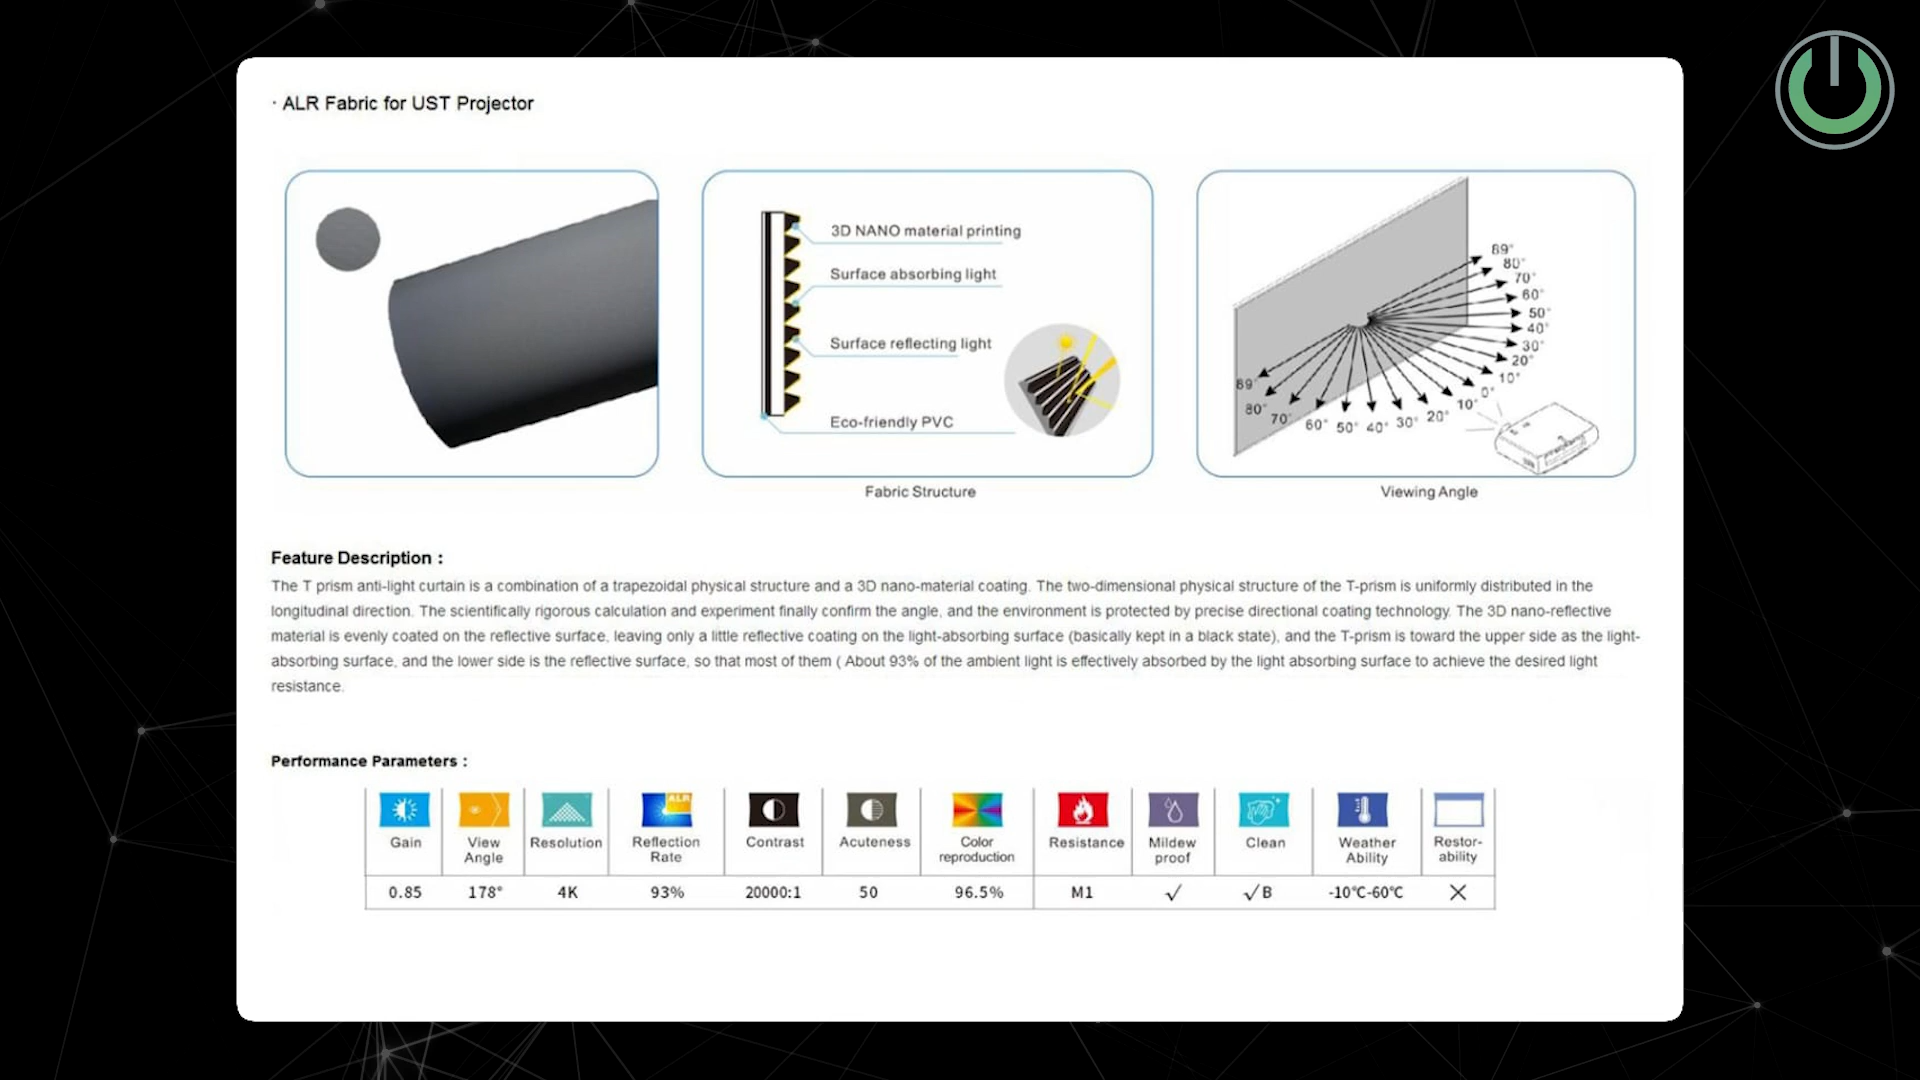 · ALR Fabric for UST Projector
3D NANO material printing
Surface absorbing light
Surface reflecting light
Eco-friendly PVC
Fabric Structure
89°
80°
70°
60°
50°
40°
30°
20°
10°
0°
10°
20°
30°
40°
50°
60°
70°
80°
89°
Viewing Angle
Feature Description :
The T prism anti-light curtain is a combination of a trapezoidal physical structure and a 3D nano-material coating. The two-dimensional physical structure of the T-prism is uniformly distributed in the
longitudinal direction. The scientifically rigorous calculation and experiment finally confirm the angle, and the environment is protected by precise directional coating technology. The 3D nano-reflective
material is evenly coated on the reflective surface, leaving only a little reflective coating on the light-absorbing surface (basically kept in a black state), and the T-prism is toward the upper side as the light-
absorbing surface, and the lower side is the reflective surface, so that most of them ( About 93% of the ambient light is effectively absorbed by the light absorbing surface to achieve the desired light
resistance.
Performance Parameters :
ALR
Gain View Angle Resolution Reflection Rate Contrast Acuteness Color reproduction Resistance Mildew proof Clean Weather Ability Restor-ability
0.85 178° 4K 93% 20000:1 50 96.5% M1 √ √B -10℃-60℃ ×